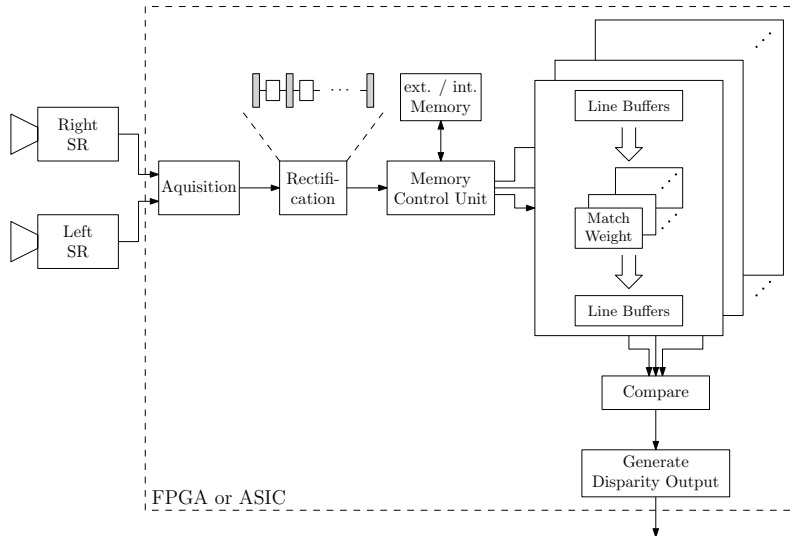 Right
SR
Left
SR
Aquisition
Rectifi-
cation
ext. / int.
Memory
Memory
Control Unit
Line Buffers
Match
Weight
Line Buffers
Compare
Generate
Disparity Output
FPGA or ASIC